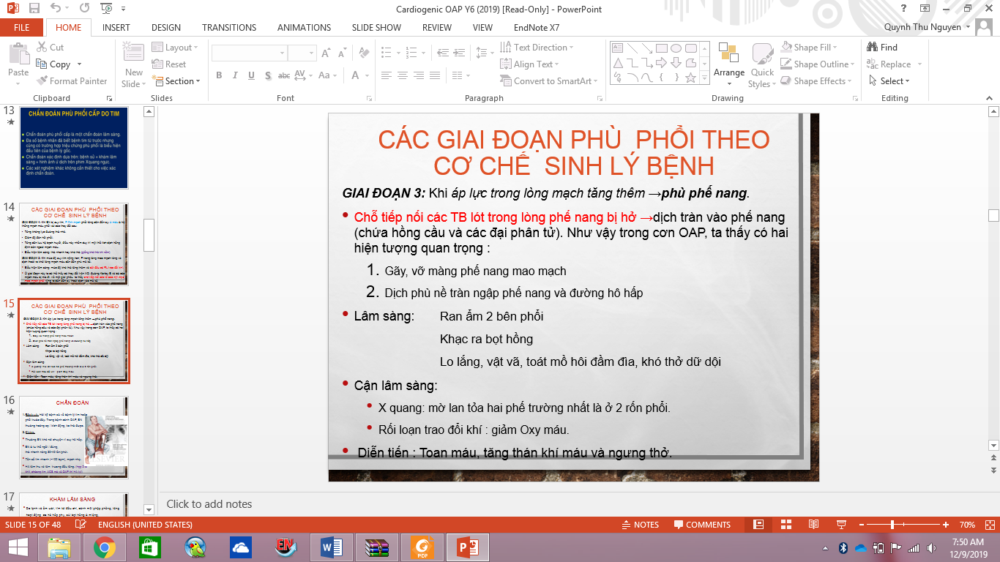 Cardiogenic OAP Y6 (2019) [Read-Only] - PowerPoint
FILE HOME INSERT DESIGN TRANSITIONS ANIMATIONS SLIDE SHOW REVIEW VIEW EndNote X7
Quynh Thu Nguyen
Paste
Cut
Copy
Format Painter
Clipboard
New Slide
Layout
Reset
Section
Slides
Font
Text Direction
Align Text
Convert to SmartArt
Paragraph
Arrange
Quick Styles
Shape Fill
Shape Outline
Shape Effects
Drawing
Find
Replace
Select
Editing
13
CHẨN ĐOÁN PHÙ PHỔI CẤP DO TIM
Chẩn đoán phù phổi cấp là một chẩn đoán lâm sàng.
Đa số bệnh nhân đã biết bệnh tim từ trước nhưng
cũng có trường hợp triệu chứng phù phổi là biểu hiện
đầu tiên của bệnh lý gốc.
Chẩn đoán xác định dựa trên: bệnh sử + khám lâm
sàng + hình ảnh ứ dịch trên phim Xquang ngực.
Các xét nghiệm khác không cần thiết cho việc xác
định chẩn đoán.
14
CÁC GIAI ĐOẠN PHÙ PHỔI THEO
CƠ CHẾ SINH LÝ BỆNH
15
CÁC GIAI ĐOẠN PHÙ PHỔI THEO
CƠ CHẾ SINH LÝ BỆNH
16
CHẨN ĐOÁN
17
KHÁM LÂM SÀNG
CÁC GIAI ĐOẠN PHÙ PHỔI THEO
CƠ CHẾ SINH LÝ BỆNH
GIAI ĐOẠN 3: Khi áp lực trong lòng mạch tăng thêm →phù phế nang.
• Chỗ tiếp nối các TB lót trong lòng phế nang bị hở →dịch tràn vào phế nang
(chứa hồng cầu và các đại phân tử). Như vậy trong cơn OAP, ta thấy có hai
hiện tượng quan trọng :
1. Gãy, vỡ màng phế nang mao mạch
2. Dịch phù nề tràn ngập phế nang và đường hô hấp
• Lâm sàng: Ran ẩm 2 bên phổi
Khạc ra bọt hồng
Lo lắng, vật vã, toát mồ hôi đầm đìa, khó thở dữ dội
• Cận lâm sàng:
• X quang: mờ lan tỏa hai phế trường nhất là ở 2 rốn phổi.
• Rối loạn trao đổi khí : giảm Oxy máu.
• Diễn tiến : Toan máu, tăng thán khí máu và ngưng thở.
Click to add notes
SLIDE 15 OF 48 ENGLISH (UNITED STATES) NOTES COMMENTS 70%
7:50 AM
12/9/2019